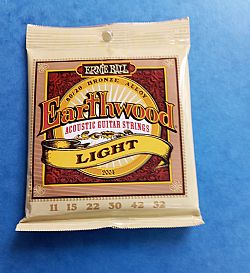 ERNIE BALL
80/20 BRONZE ALLOY
Earthwood
ACOUSTIC GUITAR STRINGS
LIGHT
2004
11 15 22 30 42 52